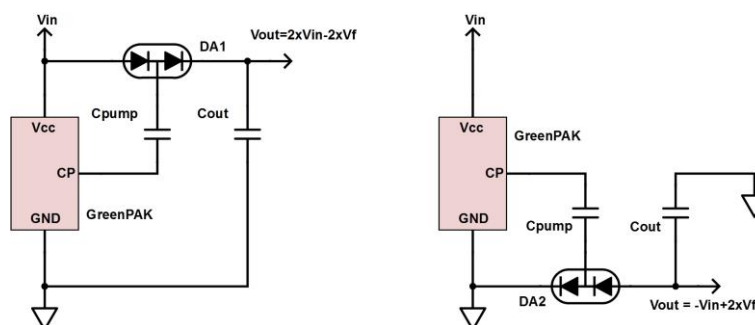 Vin
DA1
Vout=2xVin-2xVf
Cpump
Cout
Vcc
CP
GND
GreenPAK
Vin
Vcc
GreenPAK
CP
GND
Cpump
Cout
DA2
Vout = -Vin+2xVf